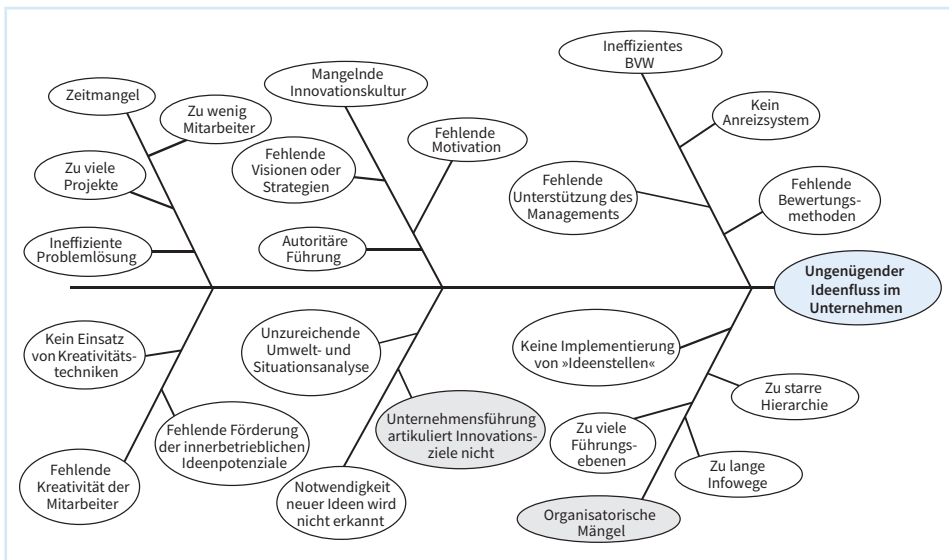 Zeitmangel
Zu wenig
Mitarbeiter
Zu viele
Projekte
Ineffiziente
Problemlösung
Mangelnde
Innovationskultur
Fehlende
Motivation
Fehlende
Visionen oder
Strategien
Autoritäre
Führung
Ineffizientes
BVW
Kein
Anreizsystem
Fehlende
Unterstützung des
Managements
Fehlende
Bewertungs-
methoden
Ungenügender
Ideenfluss im
Unternehmen
Kein Einsatz
von Kreativitäts-
techniken
Fehlende Förderung
der innerbetrieblichen
Ideenpotenziale
Fehlende
Kreativität der
Mitarbeiter
Unzureichende
Umwelt- und
Situationsanalyse
Unternehmensführung
artikuliert Innovations-
ziele nicht
Notwendigkeit
neuer Ideen wird
nicht erkannt
Keine Implementierung
von »Ideenstellen«
Zu starre
Hierarchie
Zu viele
Führungs-
ebenen
Zu lange
Infowege
Organisatorische
Mängel